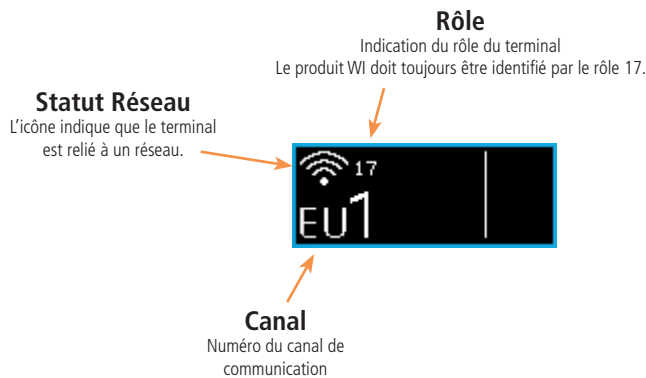 Rôle
Indication du rôle du terminal
Le produit WI doit toujours être identifié par le rôle 17.
Statut Réseau
L'icône indique que le terminal
est relié à un réseau.
17
EU1
Canal
Numéro du canal de
communication